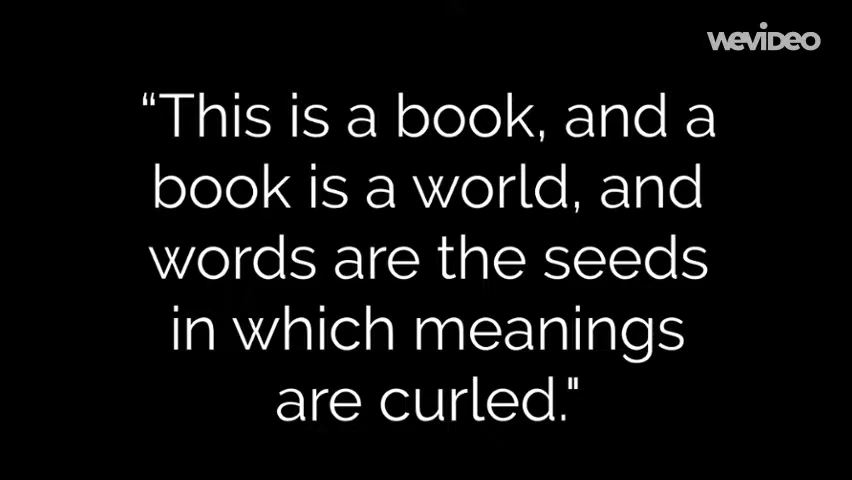 WEVIDEO
“This is a book, and a
book is a world, and
words are the seeds
in which meanings
are curled."